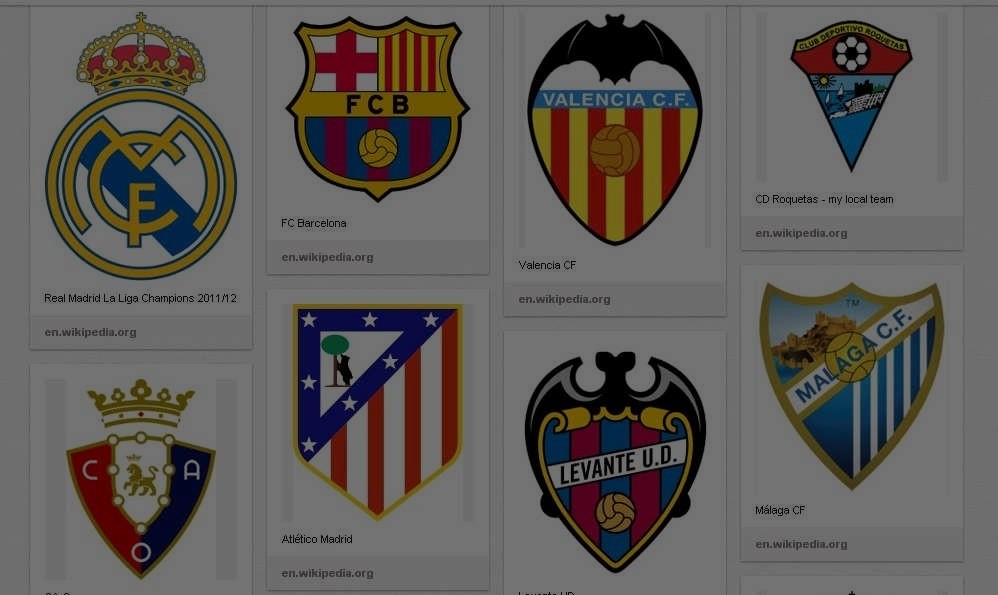 Real Madrid La Liga Champions 2011/12
en.wikipedia.org
C A
O
FCB
FC Barcelona
en.wikipedia.org
Atlético Madrid
en.wikipedia.org
VALENCIA C.F.
Valencia CF
en.wikipedia.org
LEVANTE U.D.
Levante UD
CLUB DEPORTIVO ROQUETAS
CD Roquetas - my local team
en.wikipedia.org
TM
MALAGA C.F.
Málaga CF
en.wikipedia.org